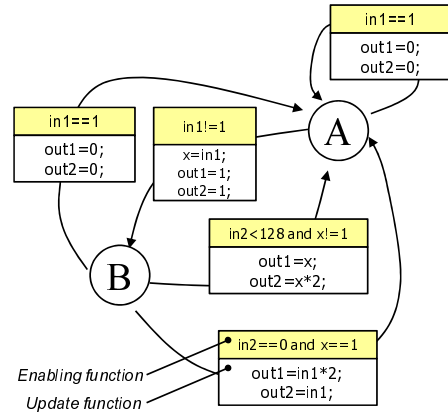 in1==1
out1=0;
out2=0;
A
in1==1
out1=0;
out2=0;
in1!=1
x=in1;
out1=1;
out2=1;
in2<128 and x!=1
out1=x;
out2=x*2;
B
in2==0 and x==1
out1=in1*2;
out2=in1;
Enabling function
Update function